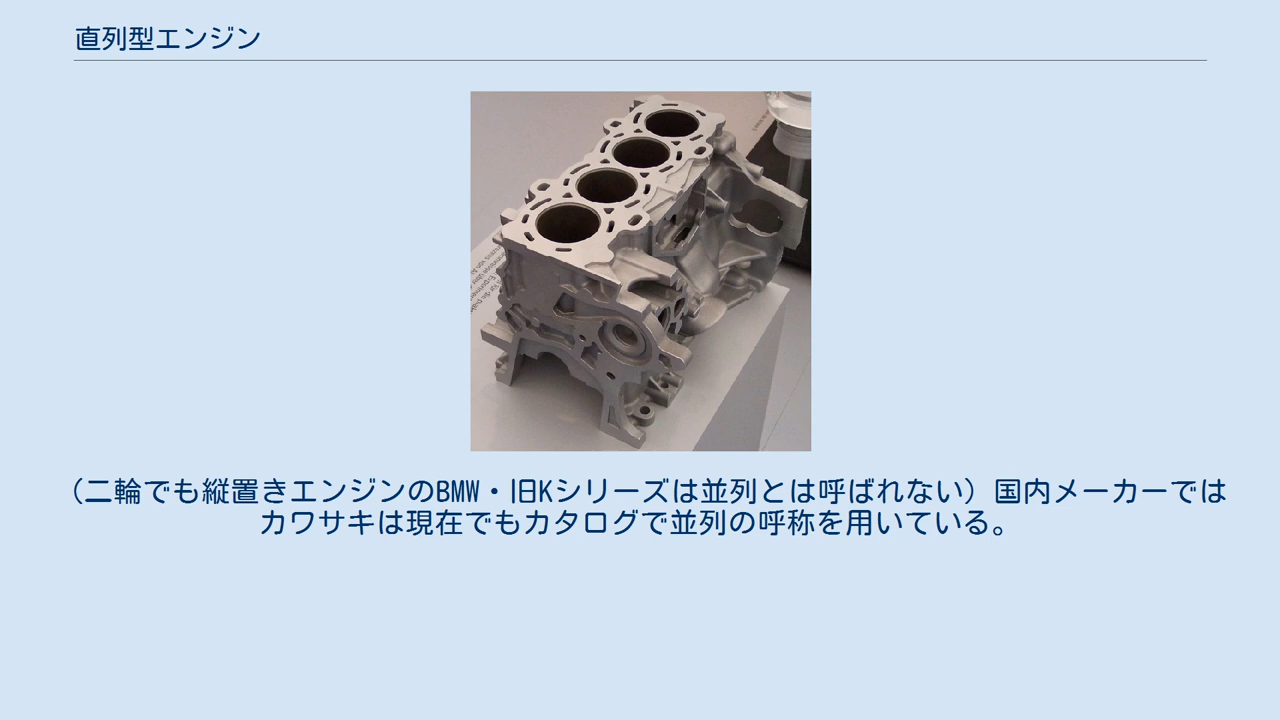 直列型エンジン
（二輪でも縦置きエンジンのBMW・旧Kシリーズは並列とは呼ばれない）国内メーカーでは
カワサキは現在でもカタログで並列の呼称を用いている。